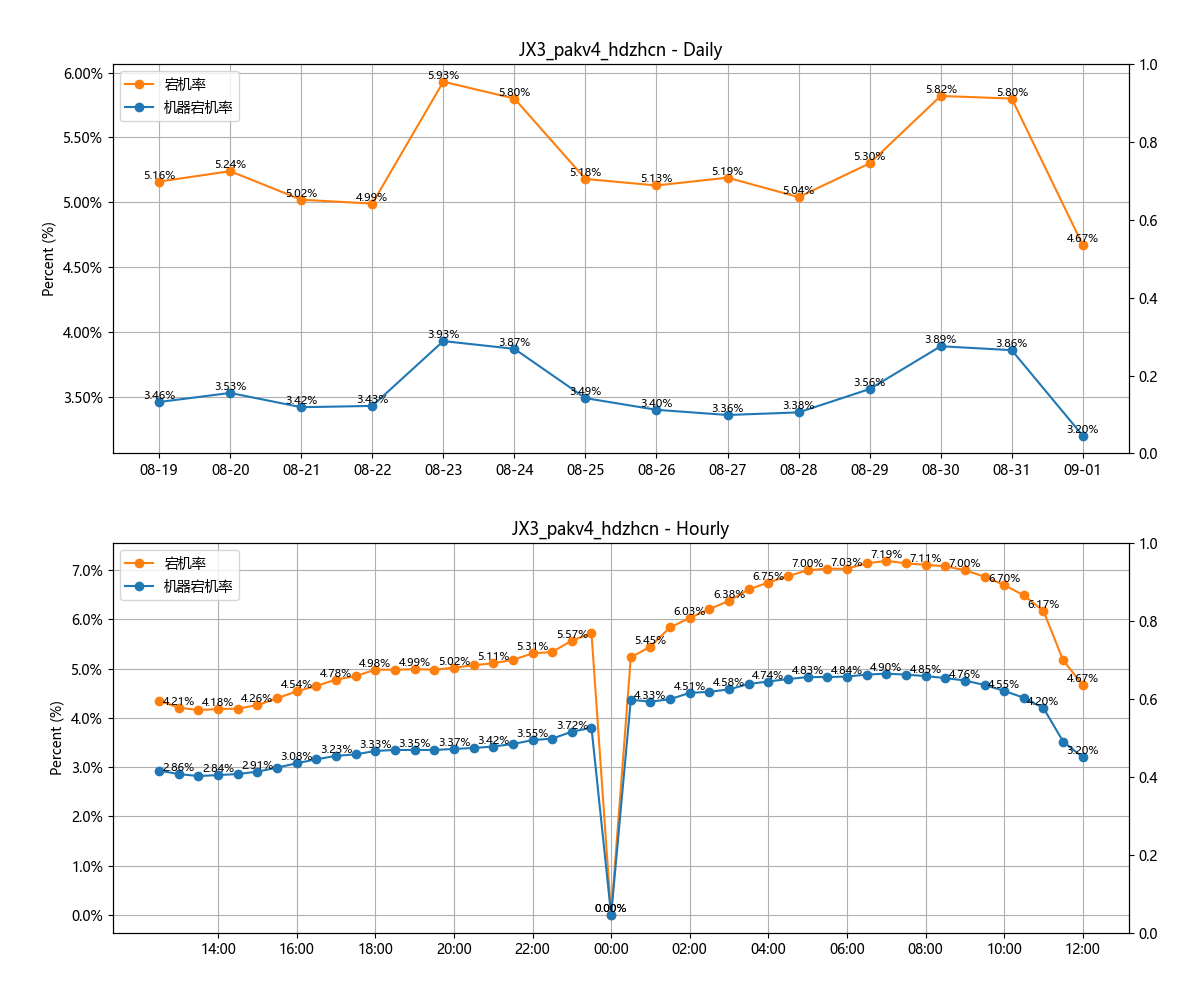 JX3_pakv4_hdzhcn - Daily
宕机率
机器宕机率
Percent (%)
6.00%
5.50%
5.00%
4.50%
4.00%
3.50%
1.0
0.8
0.6
0.4
0.2
0.0
5.16% 5.24% 5.02% 4.99% 5.93% 5.80% 5.18% 5.13% 5.19% 5.04% 5.30% 5.82% 5.80% 4.67%
3.46% 3.53% 3.42% 3.43% 3.93% 3.87% 3.49% 3.40% 3.36% 3.38% 3.56% 3.89% 3.86% 3.20%
08-19 08-20 08-21 08-22 08-23 08-24 08-25 08-26 08-27 08-28 08-29 08-30 08-31 09-01
JX3_pakv4_hdzhcn - Hourly
宕机率
机器宕机率
Percent (%)
7.0%
6.0%
5.0%
4.0%
3.0%
2.0%
1.0%
0.0%
1.0
0.8
0.6
0.4
0.2
0.0
4.21% 4.18% 4.26% 4.54% 4.78% 4.98% 4.99% 5.02% 5.11% 5.31% 5.57% 0.00% 5.45% 6.03% 6.38% 6.75% 7.00% 7.03% 7.19% 7.11% 7.00% 6.70% 6.17% 4.67%
2.86% 2.84% 2.91% 3.08% 3.23% 3.33% 3.35% 3.37% 3.42% 3.55% 3.72% 0.00% 4.33% 4.51% 4.58% 4.74% 4.83% 4.84% 4.90% 4.85% 4.76% 4.55% 4.20% 3.20%
14:00 16:00 18:00 20:00 22:00 00:00 02:00 04:00 06:00 08:00 10:00 12:00